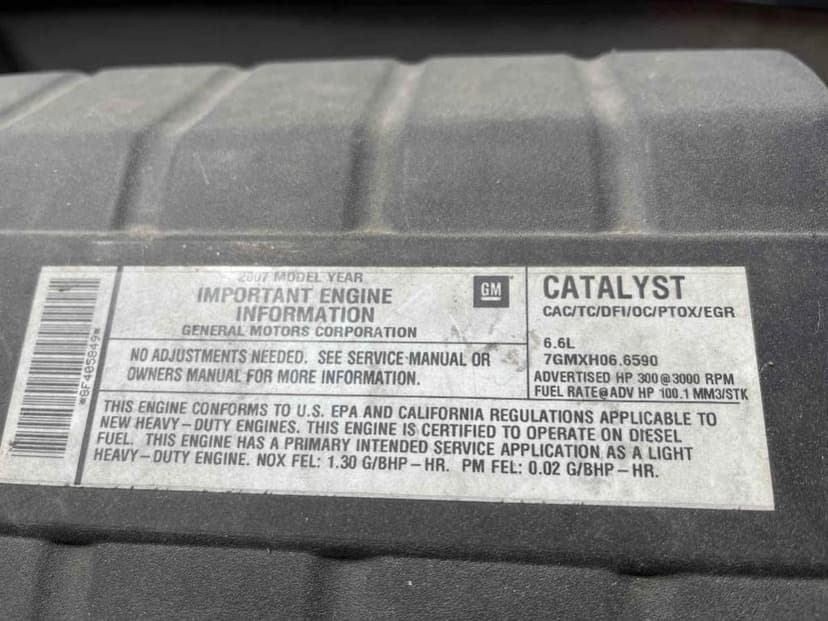 *8F405849*
2007 MODEL YEAR
IMPORTANT ENGINE
INFORMATION
GENERAL MOTORS CORPORATION
GM
NO ADJUSTMENTS NEEDED. SEE SERVICE MANUAL OR
OWNERS MANUAL FOR MORE INFORMATION.
CATALYST
CAC/TC/DFI/OC/PTOX/EGR
6.6L
7GMXH06.6590
ADVERTISED HP 300@3000 RPM
FUEL RATE@ADV HP 100.1 MM3/STK
THIS ENGINE CONFORMS TO U.S. EPA AND CALIFORNIA REGULATIONS APPLICABLE TO
NEW HEAVY-DUTY ENGINES. THIS ENGINE IS CERTIFIED TO OPERATE ON DIESEL
FUEL. THIS ENGINE HAS A PRIMARY INTENDED SERVICE APPLICATION AS A LIGHT
HEAVY-DUTY ENGINE. NOX FEL: 1.30 G/BHP-HR. PM FEL: 0.02 G/BHP-HR.